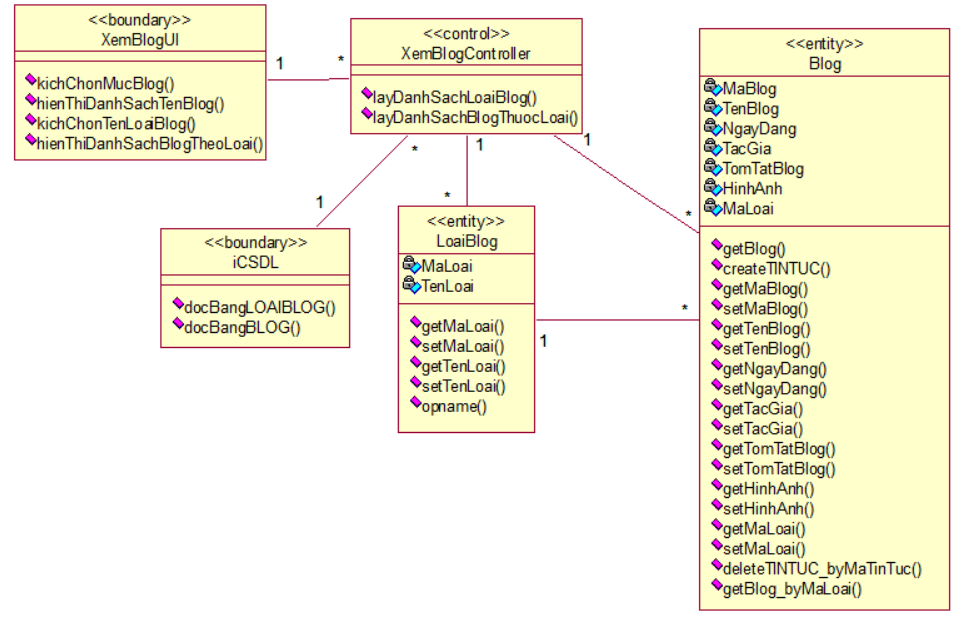 <<boundary>>
XemBlogUI
kichChonMucBlog()
hienThiDanhSachTenBlog()
kichChonTenLoaiBlog()
hienThiDanhSachBlogTheoLoai()
1
*
<<control>>
XemBlogController
layDanhSachLoaiBlog()
layDanhSachBlogThuocLoai()
*
1
1
1
*
*
<<boundary>>
iCSDL
docBangLOAIBLOG()
docBangBLOG()
<<entity>>
LoaiBlog
MaLoai
TenLoai
getMaLoai()
setMaLoai()
getTenLoai()
setTenLoai()
opname()
1
*
<<entity>>
Blog
MaBlog
TenBlog
NgayDang
TacGia
TomTatBlog
HinhAnh
MaLoai
getBlog()
createTINTUC()
getMaBlog()
setMaBlog()
getTenBlog()
setTenBlog()
getNgayDang()
setNgayDang()
getTacGia()
setTacGia()
getTomTatBlog()
setTomTatBlog()
getHinhAnh()
setHinhAnh()
getMaLoai()
setMaLoai()
deleteTINTUC_byMaTinTuc()
getBlog_byMaLoai()